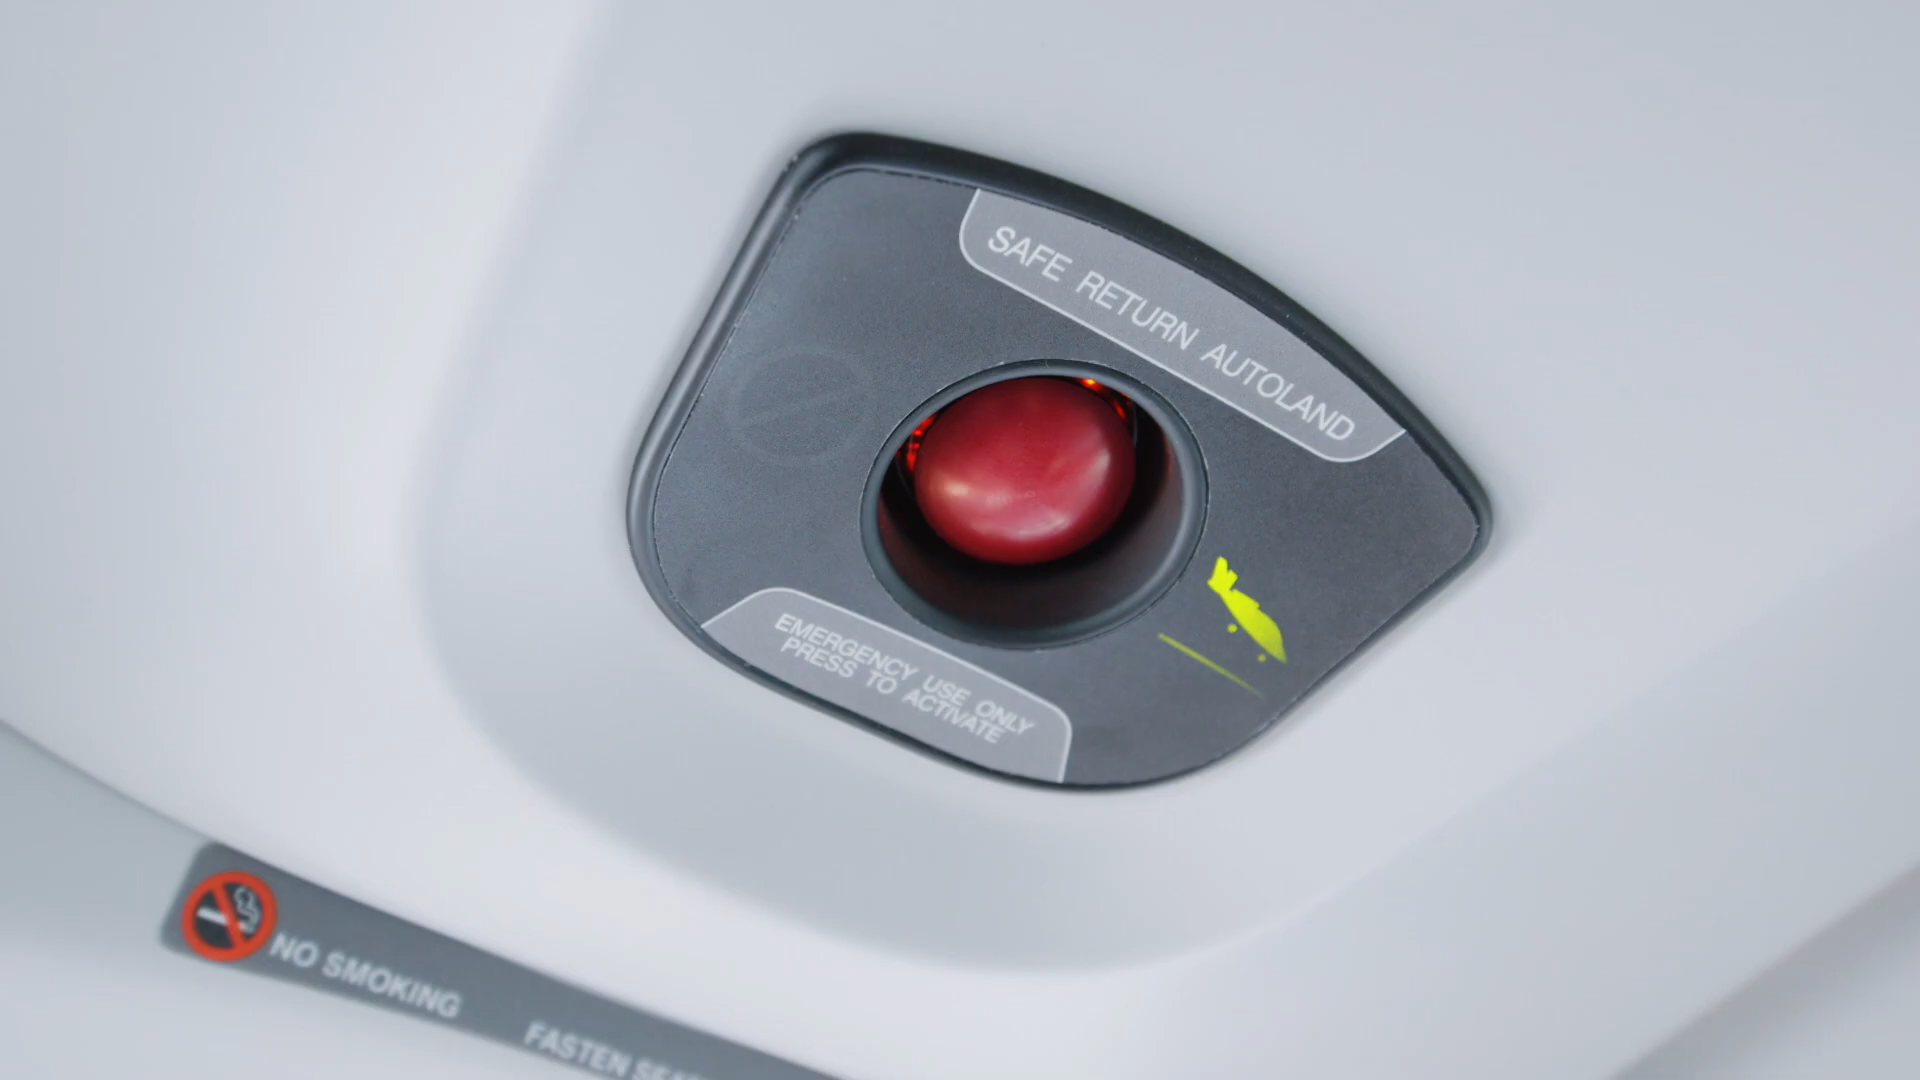 SAFE RETURN AUTOLAND
EMERGENCY USE ONLY
PRESS TO ACTIVATE
NO SMOKING
FASTEN